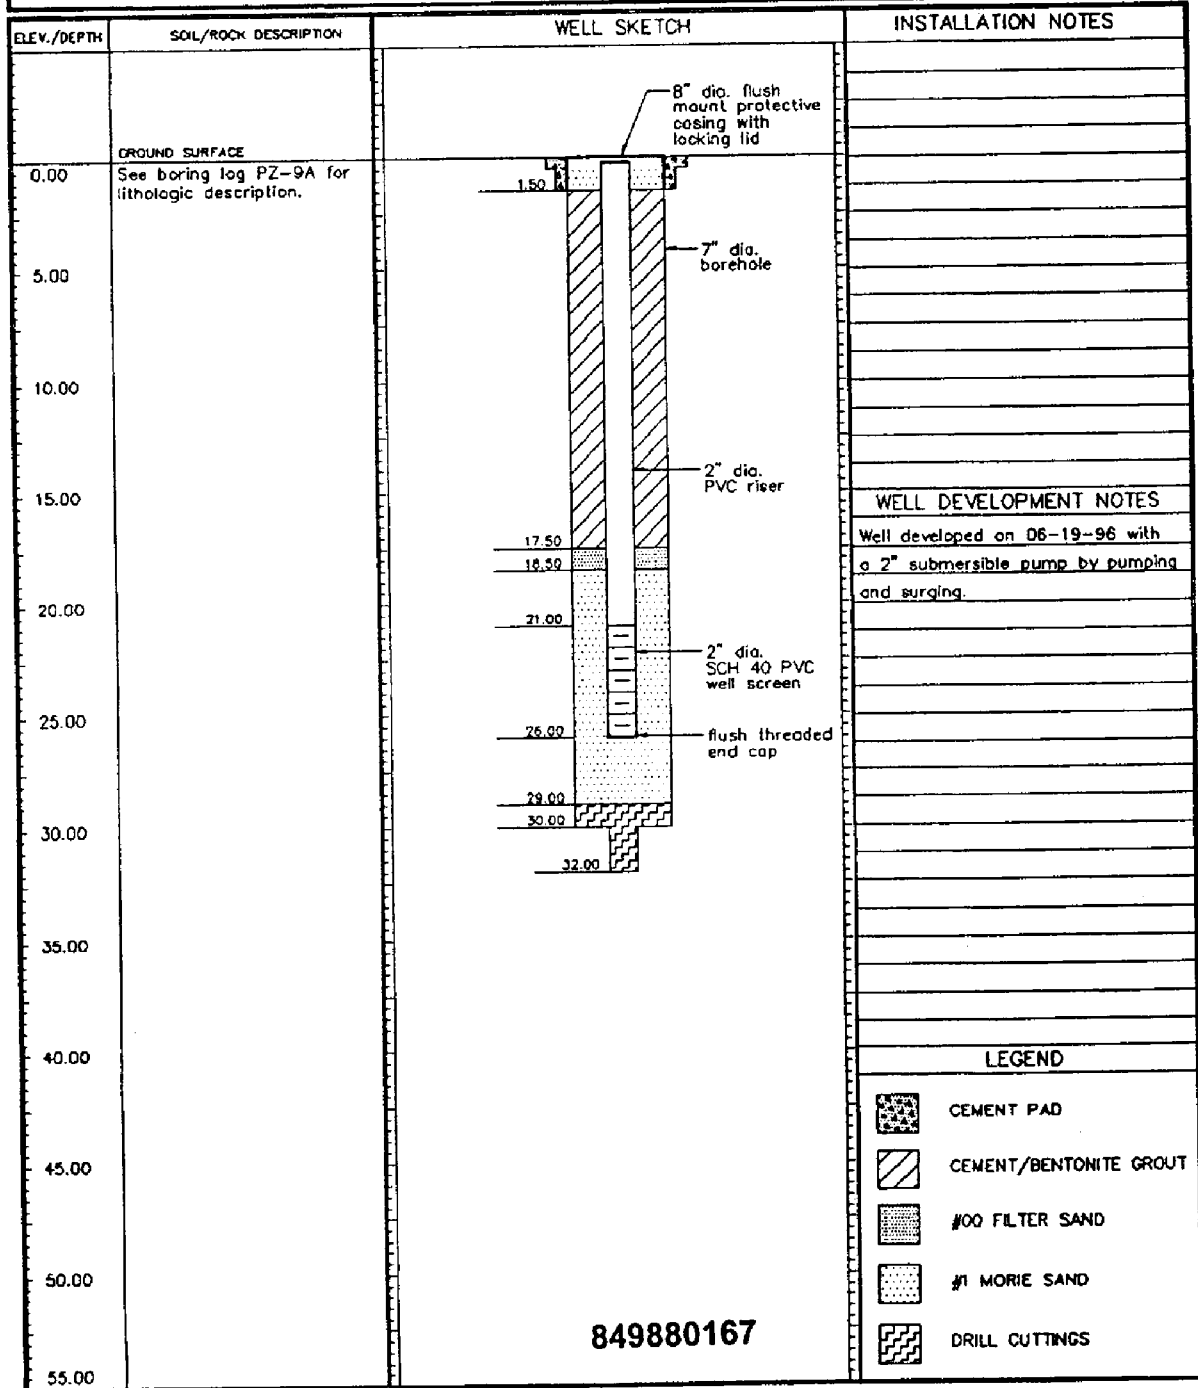 ELEV./DEPTH
SOIL/ROCK DESCRIPTION
WELL SKETCH
INSTALLATION NOTES
8" dia. flush
mount protective
casing with
locking lid
GROUND SURFACE
0.00
See boring log PZ-9A for
lithologic description.
1.50
7" dia.
borehole
5.00
10.00
2" dia.
PVC riser
15.00
WELL DEVELOPMENT NOTES
Well developed on 06-19-96 with
a 2" submersible pump by pumping
and surging.
17.50
18.50
20.00
21.00
2" dia.
SCH 40 PVC
well screen
25.00
26.00
flush threaded
end cap
29.00
30.00
30.00
32.00
35.00
40.00
LEGEND
CEMENT PAD
45.00
CEMENT/BENTONITE GROUT
#00 FILTER SAND
50.00
#1 MORIE SAND
849880167
DRILL CUTTINGS
55.00